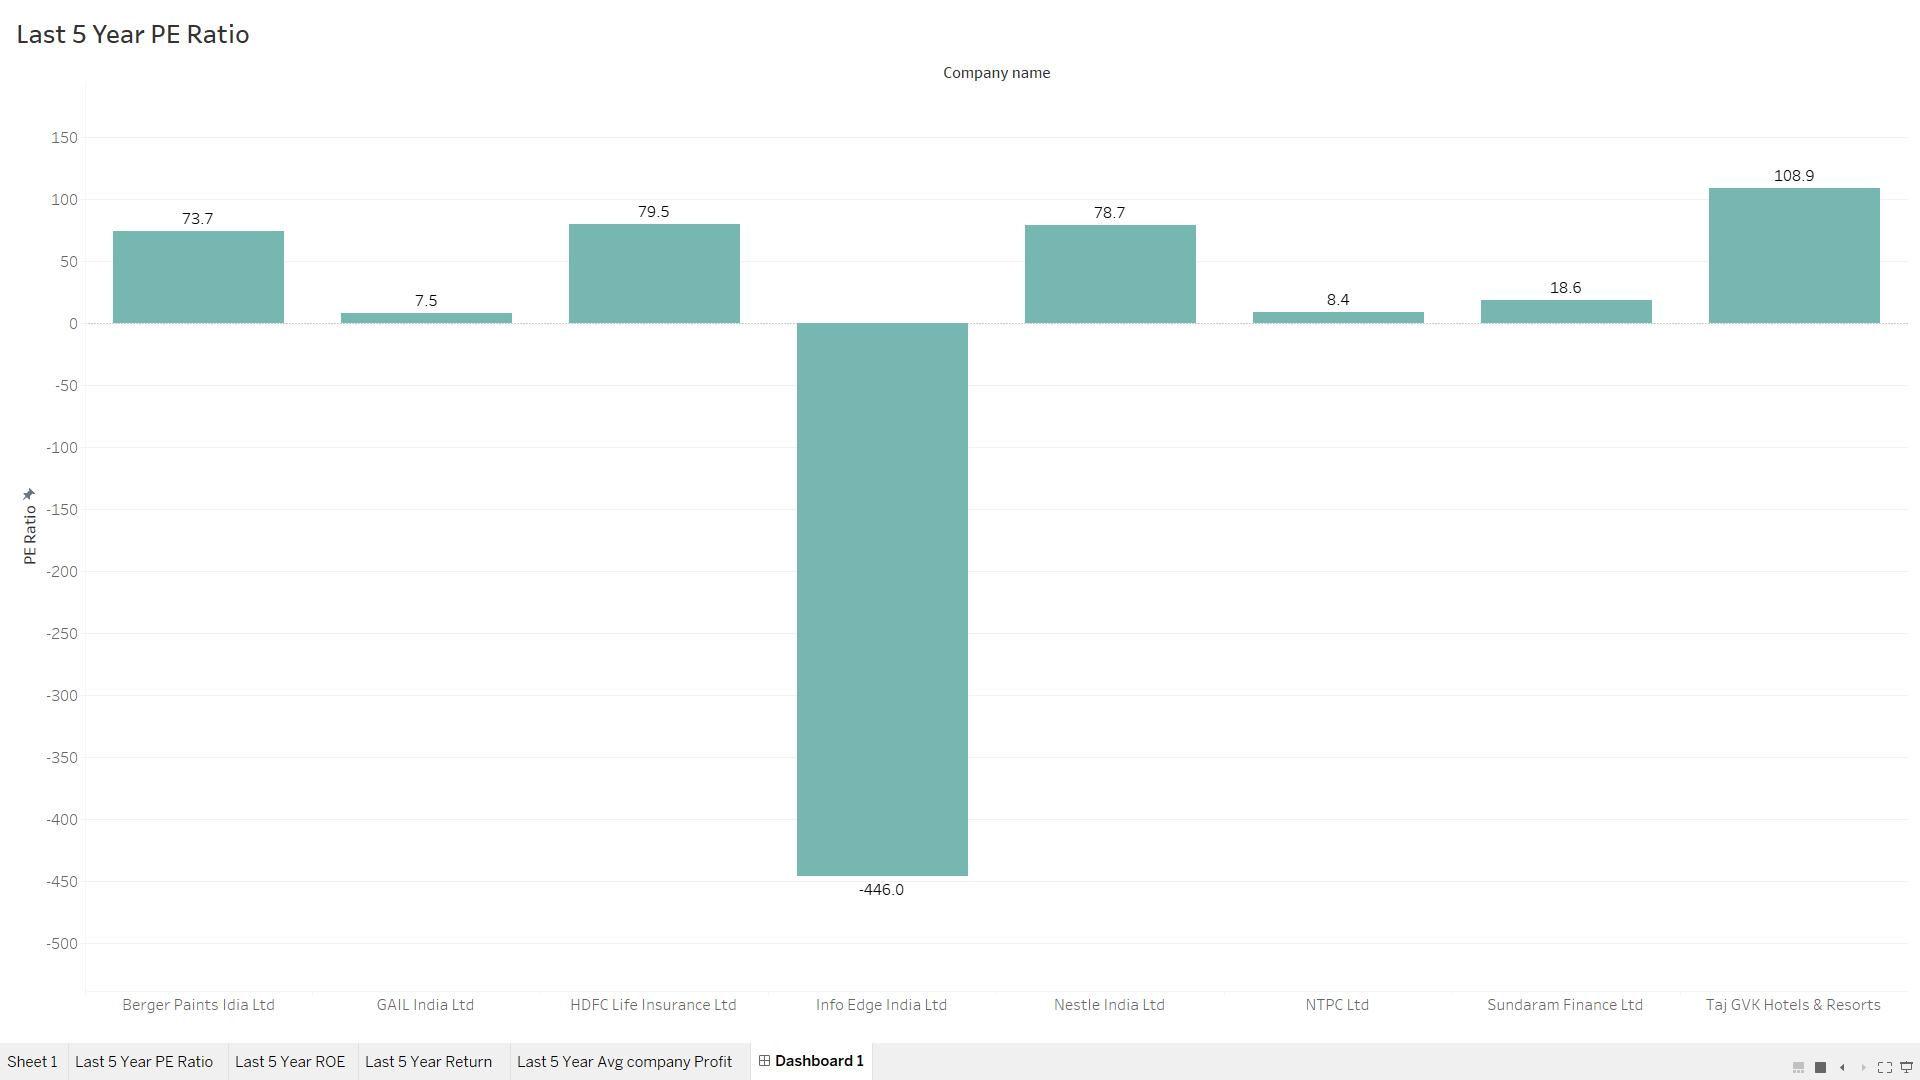 Last 5 Year PE Ratio
Company name
150
100
50
0
-50
-100
-150
-200
-250
-300
-350
-400
-450
-500
PE Ratio
73.7
7.5
79.5
-446.0
78.7
8.4
18.6
108.9
Berger Paints Idia Ltd
GAIL India Ltd
HDFC Life Insurance Ltd
Info Edge India Ltd
Nestle India Ltd
NTPC Ltd
Sundaram Finance Ltd
Taj GVK Hotels & Resorts
Sheet 1
Last 5 Year PE Ratio
Last 5 Year ROE
Last 5 Year Return
Last 5 Year Avg company Profit
Dashboard 1